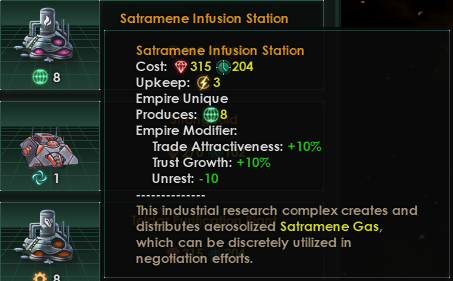 Satramene Infusion Station
Satramene Infusion Station
Cost: 315 204
Upkeep: 3
Empire Unique
Produces: 8
Empire Modifier:
Trade Attractiveness: +10%
Trust Growth: +10%
Unrest: -10
--------------
This industrial research complex creates and
distributes aerosolized Satramene Gas,
which can be discretely utilized in
negotiation efforts.
8
1
8